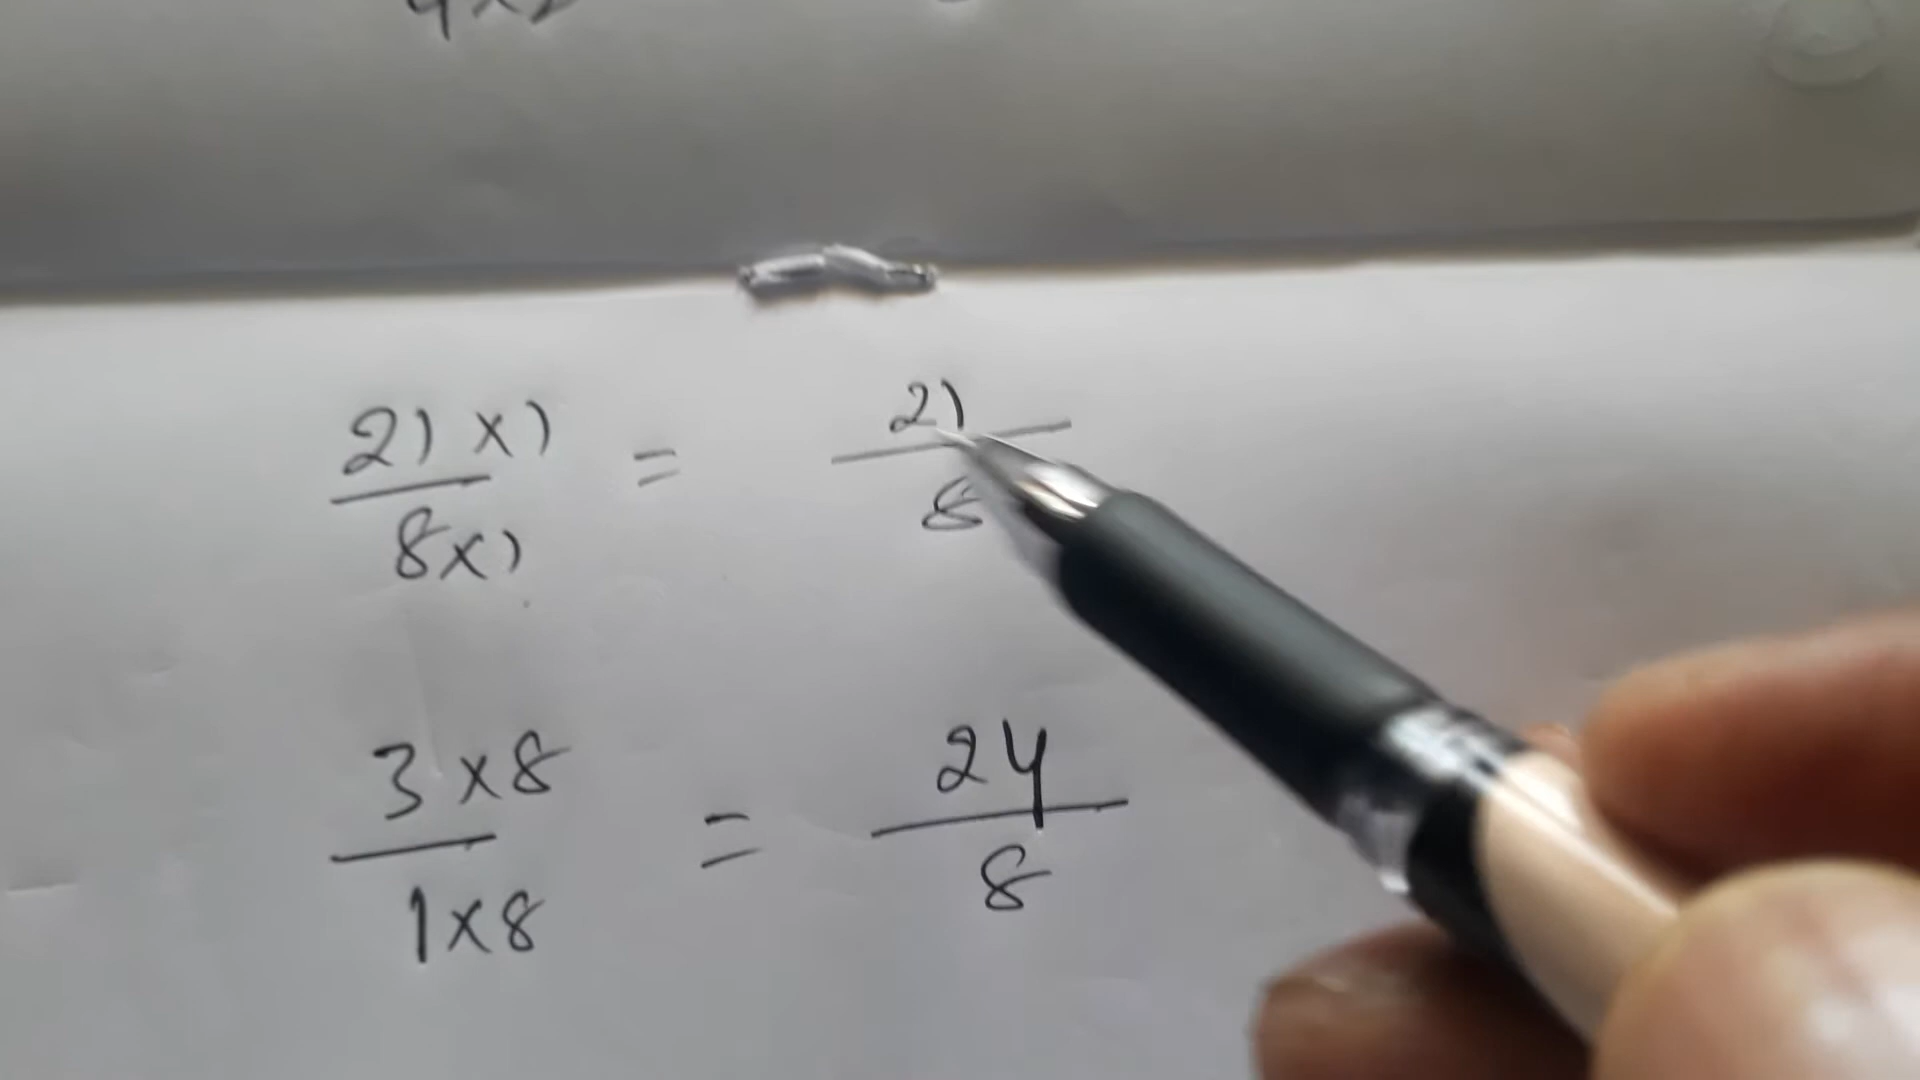 21 x 1 = 21
8 x 1 8
3 x 8 = 24
1 x 8 8